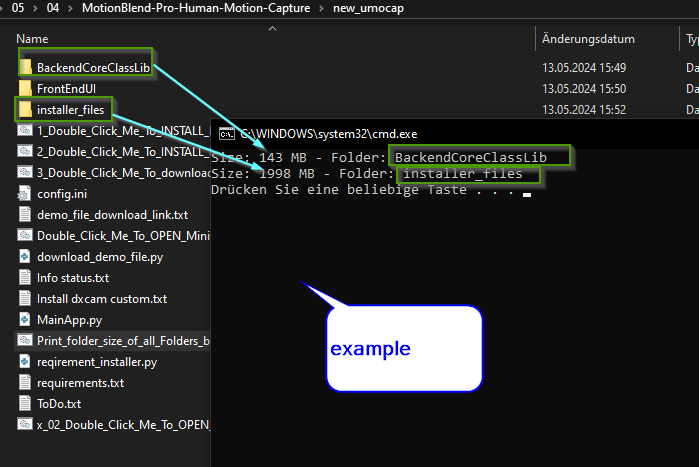 05 > 04 > MotionBlend-Pro-Human-Motion-Capture > new_umocap
Name Änderungsdatum Ty
BackendCoreClassLib 13.05.2024 15:49 Da
FrontEndUI 13.05.2024 15:50 Da
installer_files 13.05.2024 15:52 Da
1_Double_Click_Me_To_INSTALL_
2_Double_Click_Me_To_INSTALL_
3_Double_Click_Me_To_download
config.ini
demo_file_download_link.txt
Double_Click_Me_To_OPEN_Mini
download_demo_file.py
Info status.txt
Install dxcam custom.txt
MainApp.py
Print_folder_size_of_all_Folders_b
reqirement_installer.py
requirements.txt
ToDo.txt
x_02_Double_Click_Me_To_OPEN_
C:\WINDOWS\system32\cmd.exe
Size: 143 MB - Folder: BackendCoreClassLib
Size: 1998 MB - Folder: installer_files
Drücken Sie eine beliebige Taste . . .
example